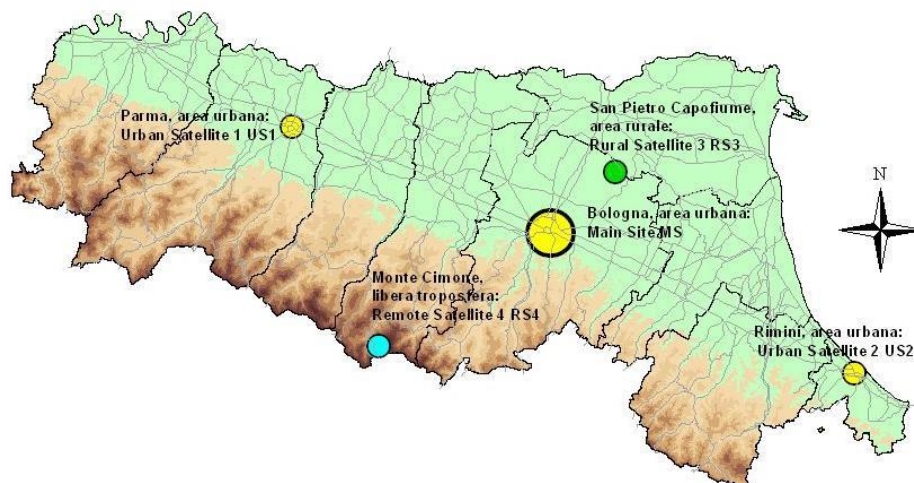 Parma, area urbana:
Urban Satellite 1 US1
San Pietro Capofiume,
area rurale:
Rural Satellite 3 RS3
N
Bologna, area urbana:
Main Site MS
Monte Cimone,
libera troposfera:
Remote Satellite 4 RS4
Rimini, area urbana:
Urban Satellite 2 US2